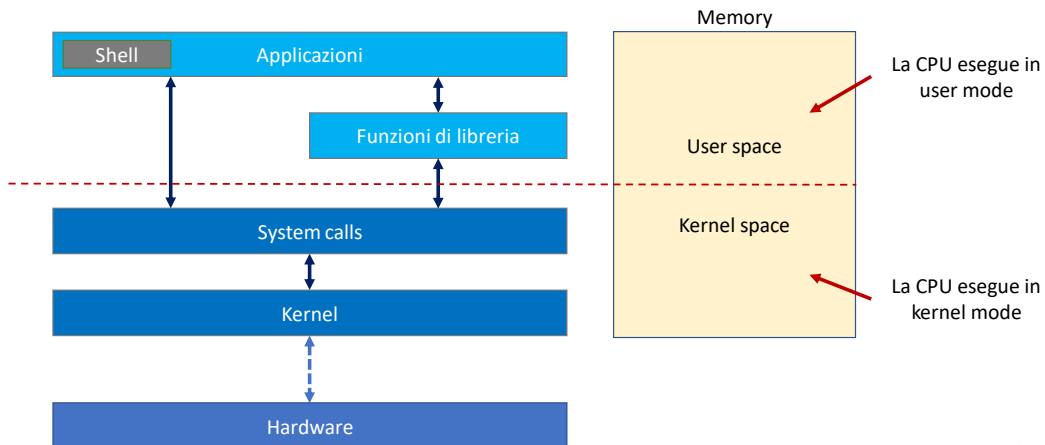 Memory
Shell
Applicazioni
La CPU esegue in
user mode
Funzioni di libreria
User space
System calls
Kernel space
Kernel
La CPU esegue in
kernel mode
Hardware